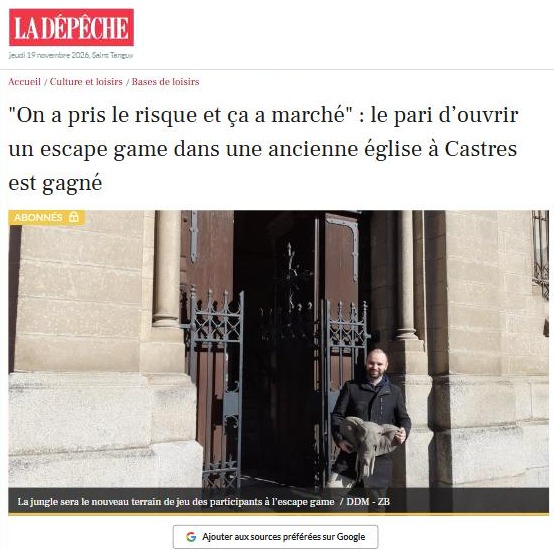 LA DÉPÊCHE
jeudi 19 novembre 2026, Saint Tanguy
Accueil / Culture et loisirs / Bases de loisirs
"On a pris le risque et ça a marché" : le pari d’ouvrir
un escape game dans une ancienne église à Castres
est gagné
ABONNÉS
La jungle sera le nouveau terrain de jeu des participants à l'escape game / DDM - ZB
Ajouter aux sources préférées sur Google